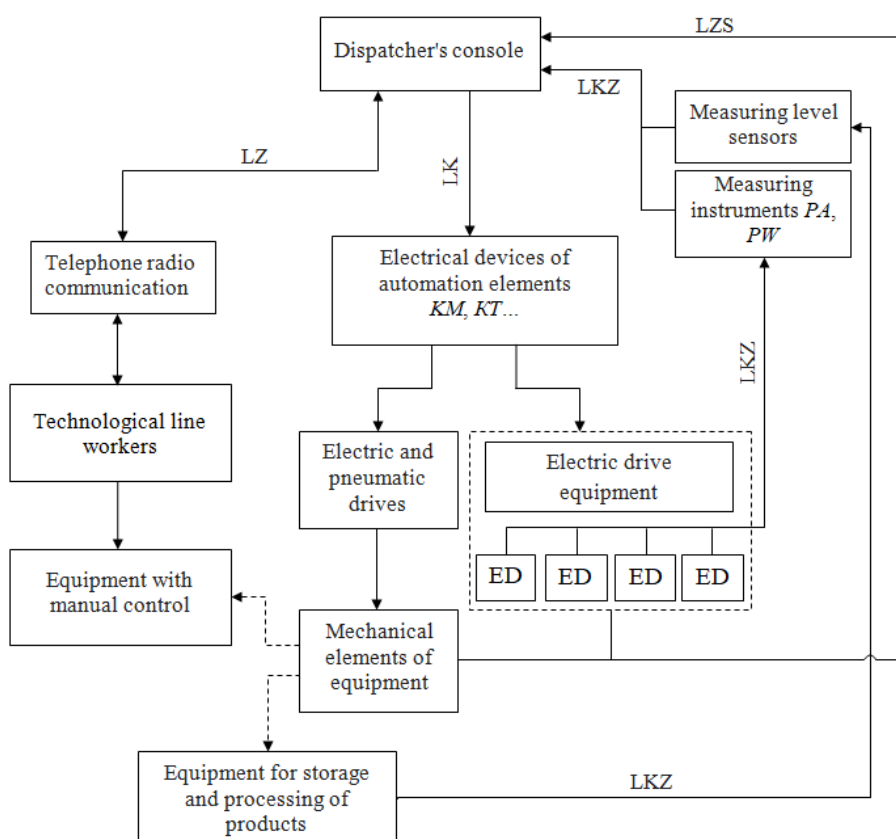 LZS
Dispatcher's console
LKZ
Measuring level
sensors
LZ
LK
Measuring
instruments PA,
PW
Telephone radio
communication
Electrical devices of
automation elements
KM, KT...
LKZ
Technological line
workers
Electric and
pneumatic
drives
Electric drive
equipment
ED
ED
ED
ED
Equipment with
manual control
Mechanical
elements of
equipment
Equipment for storage
and processing of
products
LKZ